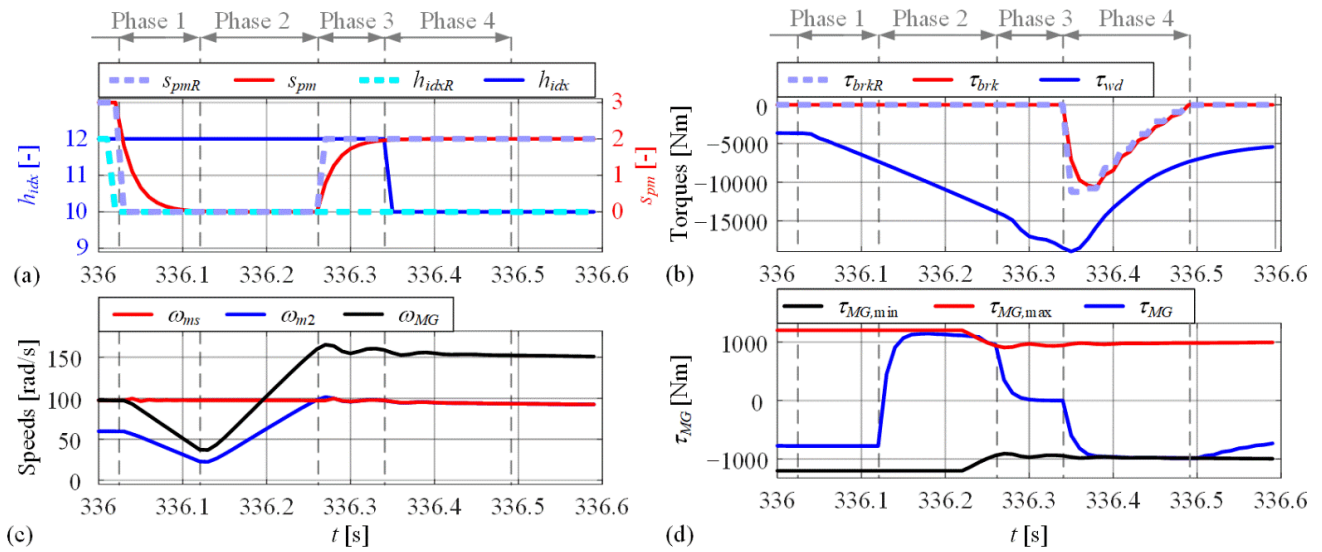 Phase 1 Phase 2 Phase 3 Phase 4
s_pmR s_pm h_idxR h_idx
h_idx [-]
12
11
10
9
3
2
1
0
s_pm [-]
336 336.1 336.2 336.3 336.4 336.5 336.6
(a)
Phase 1 Phase 2 Phase 3 Phase 4
τ_brkR τ_brk τ_wd
Torques [Nm]
0
−5000
−10000
−15000
336 336.1 336.2 336.3 336.4 336.5 336.6
(b)
ω_ms ω_m2 ω_MG
Speeds [rad/s]
150
100
50
0
336 336.1 336.2 336.3 336.4 336.5 336.6
(c)
t [s]
τ_MG,min τ_MG,max τ_MG
τ_MG [Nm]
1000
0
−1000
336 336.1 336.2 336.3 336.4 336.5 336.6
(d)
t [s]